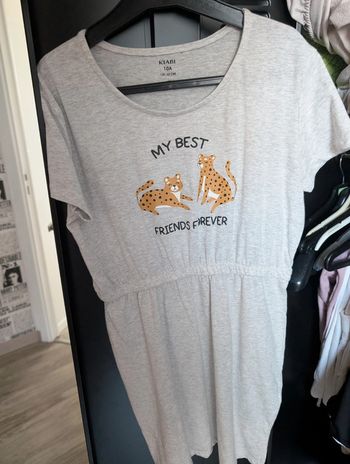 KIABI
10A
MY BEST
FRIENDS FOREVER